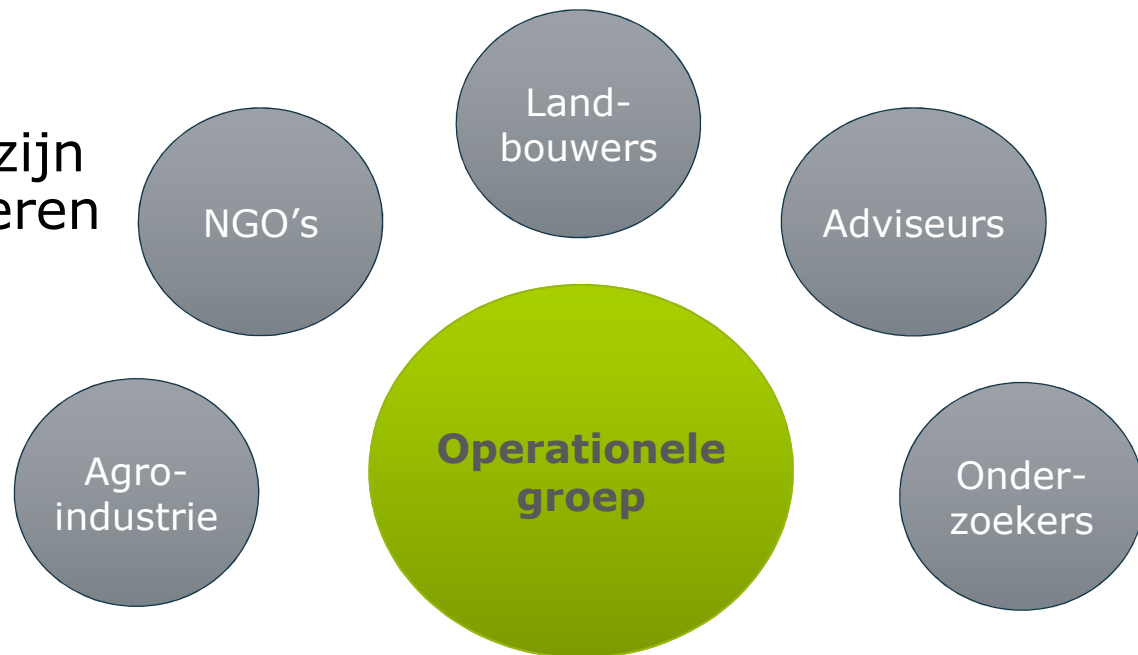 zijn
eren
Land-
bouwers
NGO’s
Adviseurs
Agro-
industrie
Operationele
groep
Onder-
zoekers